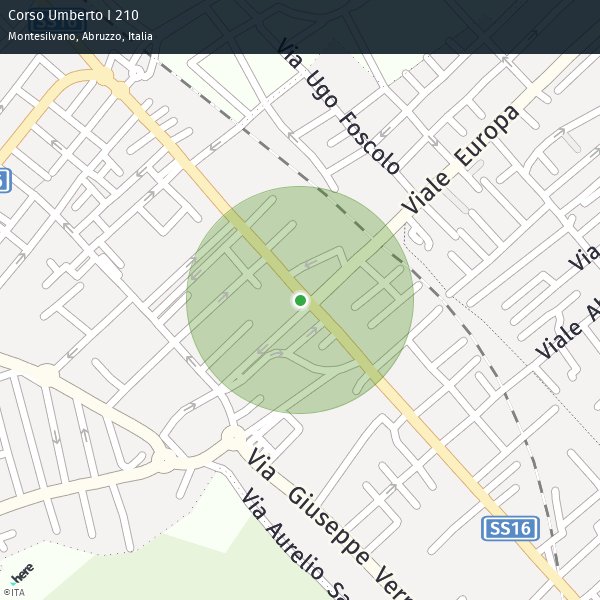 Corso Umberto I 210
Montesilvano, Abruzzo, Italia
Via Ugo Foscolo
Viale Europa
Via
Viale Al
SS16
Via Giuseppe Verr
Via Aurelio Sa
here
©ITA